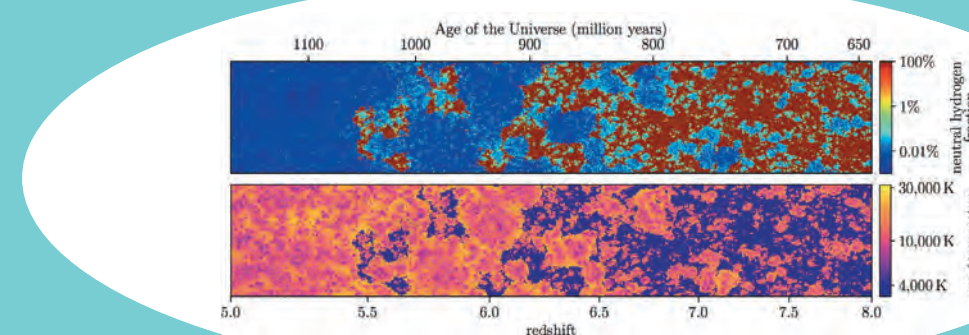 Age of the Universe (million years)
1100 1000 900 800 700 650
100%
1%
0.01%
neutral hydrogen
30,000 K
10,000 K
4,000 K
5.0 5.5 6.0 6.5 7.0 7.5 8.0
redshift